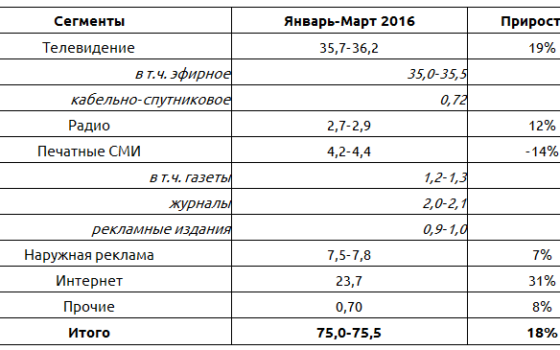 Сегменты Январь-Март 2016 Прирост
Телевидение 35,7-36,2 19%
в т.ч. эфирное 35,0-35,5
кабельно-спутниковое 0,72
Радио 2,7-2,9 12%
Печатные СМИ 4,2-4,4 -14%
в т.ч. газеты 1,2-1,3
журналы 2,0-2,1
рекламные издания 0,9-1,0
Наружная реклама 7,5-7,8 7%
Интернет 23,7 31%
Прочие 0,70 8%
Итого 75,0-75,5 18%